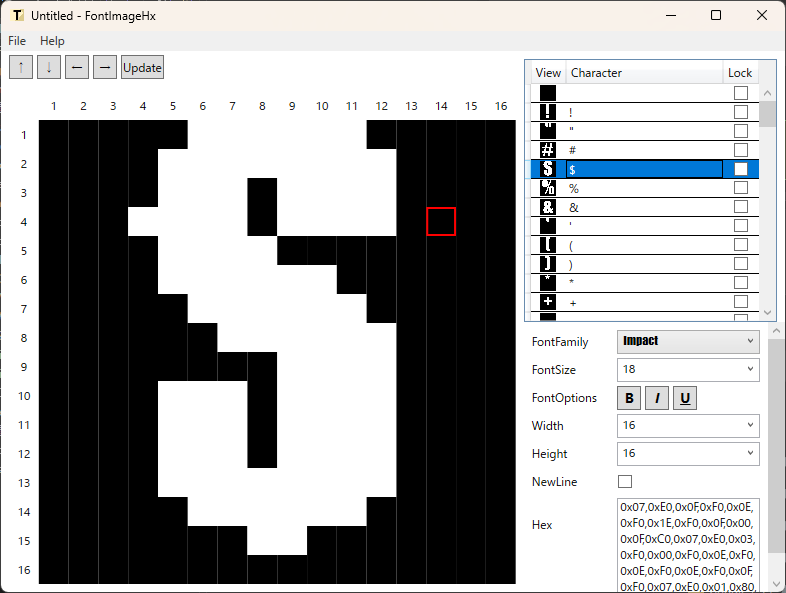 Untitled - FontImageHx
File Help
↑ ↓ ← → Update
1 2 3 4 5 6 7 8 9 10 11 12 13 14 15 16
1
2
3
4
5
6
7
8
9
10
11
12
13
14
15
16
View Character Lock
! !
" "
# #
$ $
% %
& &
' '
( (
) )
* *
+ +
FontFamily Impact
FontSize 18
FontOptions B I U
Width 16
Height 16
NewLine
Hex
0x07,0xE0,0x0F,0xF0,0x0E,
0xF0,0x1E,0xF0,0x0F,0x00,
0x0F,0xC0,0x07,0xE0,0x03,
0xF0,0x00,0xF0,0x0E,0xF0,
0x0E,0xF0,0x0E,0xF0,0x0F,
0xF0,0x07,0xE0,0x01,0x80,